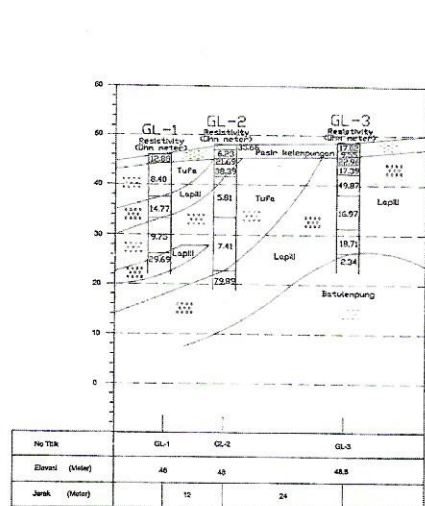 60
GL-1
Resistivity
(Ohm meter)
GL-2
Resistivity
(Ohm meter)
GL-3
Resistivity
(Ohm meter)
50
40
30
20
10
0
12.88
8.40
14.77
9.75
29.69
6.23
21.69
38.39
5.81
7.41
79.89
17.39
49.87
16.97
18.71
2.34
Pasir kelempungan
Tufa
Lapili
Tufa
Lapili
Lapili
Lapili
Batulempung
No Titik GL-1 GL-2 GL-3
Elevasi (Meter) 46 48 48.5
Jarak (Meter) 12 24